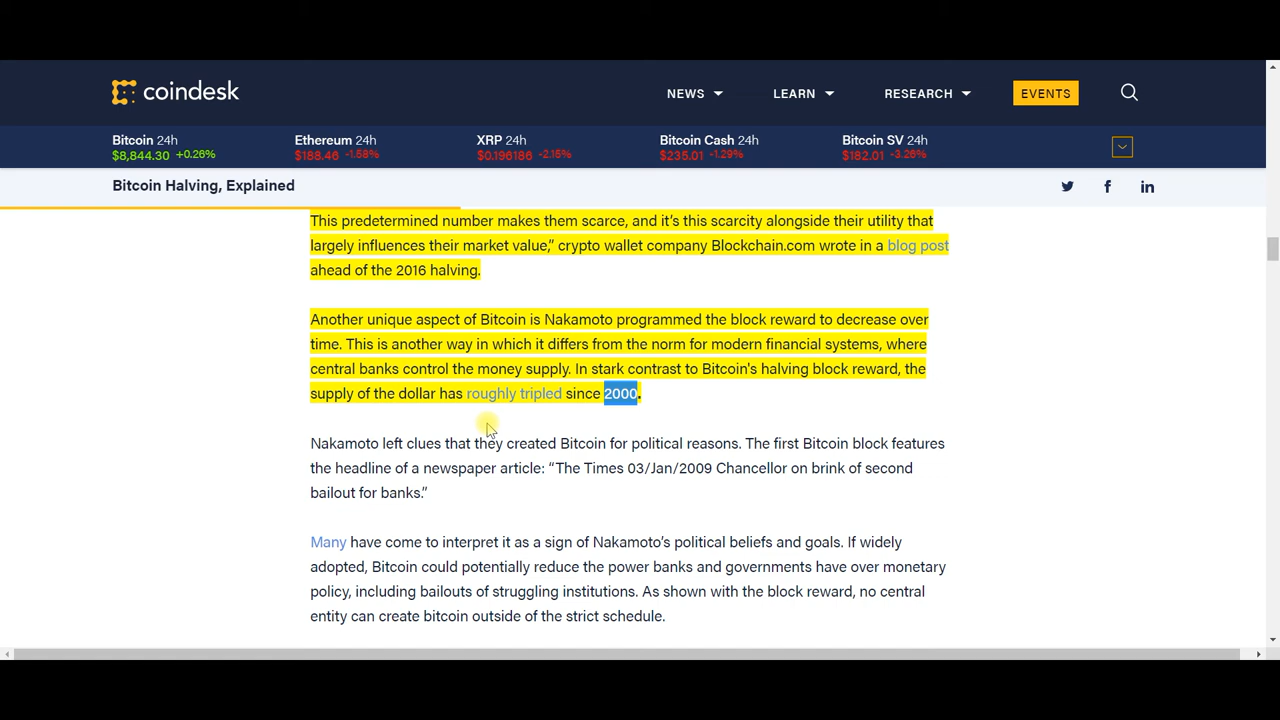 coindesk
NEWS LEARN RESEARCH EVENTS
Bitcoin 24h Ethereum 24h XRP 24h Bitcoin Cash 24h Bitcoin SV 24h
$8,844.30 +0.26% $188.46 -1.58% $0.196186 -2.15% $235.01 -1.29% $182.01 -3.26%
Bitcoin Halving, Explained
This predetermined number makes them scarce, and it’s this scarcity alongside their utility that
largely influences their market value,” crypto wallet company Blockchain.com wrote in a blog post
ahead of the 2016 halving.
Another unique aspect of Bitcoin is Nakamoto programmed the block reward to decrease over
time. This is another way in which it differs from the norm for modern financial systems, where
central banks control the money supply. In stark contrast to Bitcoin's halving block reward, the
supply of the dollar has roughly tripled since 2000.
Nakamoto left clues that they created Bitcoin for political reasons. The first Bitcoin block features
the headline of a newspaper article: “The Times 03/Jan/2009 Chancellor on brink of second
bailout for banks.”
Many have come to interpret it as a sign of Nakamoto’s political beliefs and goals. If widely
adopted, Bitcoin could potentially reduce the power banks and governments have over monetary
policy, including bailouts of struggling institutions. As shown with the block reward, no central
entity can create bitcoin outside of the strict schedule.